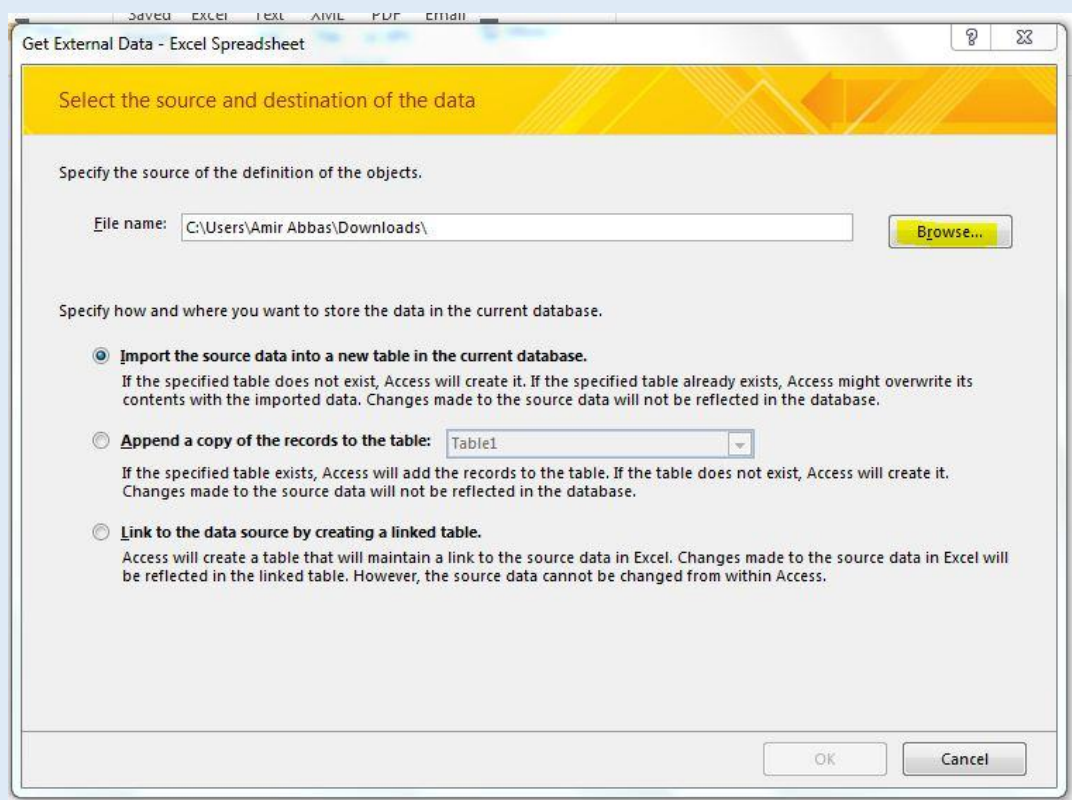 Saved Excel Text XML PDF Email
Get External Data - Excel Spreadsheet
Select the source and destination of the data
Specify the source of the definition of the objects.
File name: C:\Users\Amir Abbas\Downloads\ Browse...
Specify how and where you want to store the data in the current database.
Import the source data into a new table in the current database.
If the specified table does not exist, Access will create it. If the specified table already exists, Access might overwrite its
contents with the imported data. Changes made to the source data will not be reflected in the database.
Append a copy of the records to the table: Table1
If the specified table exists, Access will add the records to the table. If the table does not exist, Access will create it.
Changes made to the source data will not be reflected in the database.
Link to the data source by creating a linked table.
Access will create a table that will maintain a link to the source data in Excel. Changes made to the source data in Excel will
be reflected in the linked table. However, the source data cannot be changed from within Access.
OK Cancel